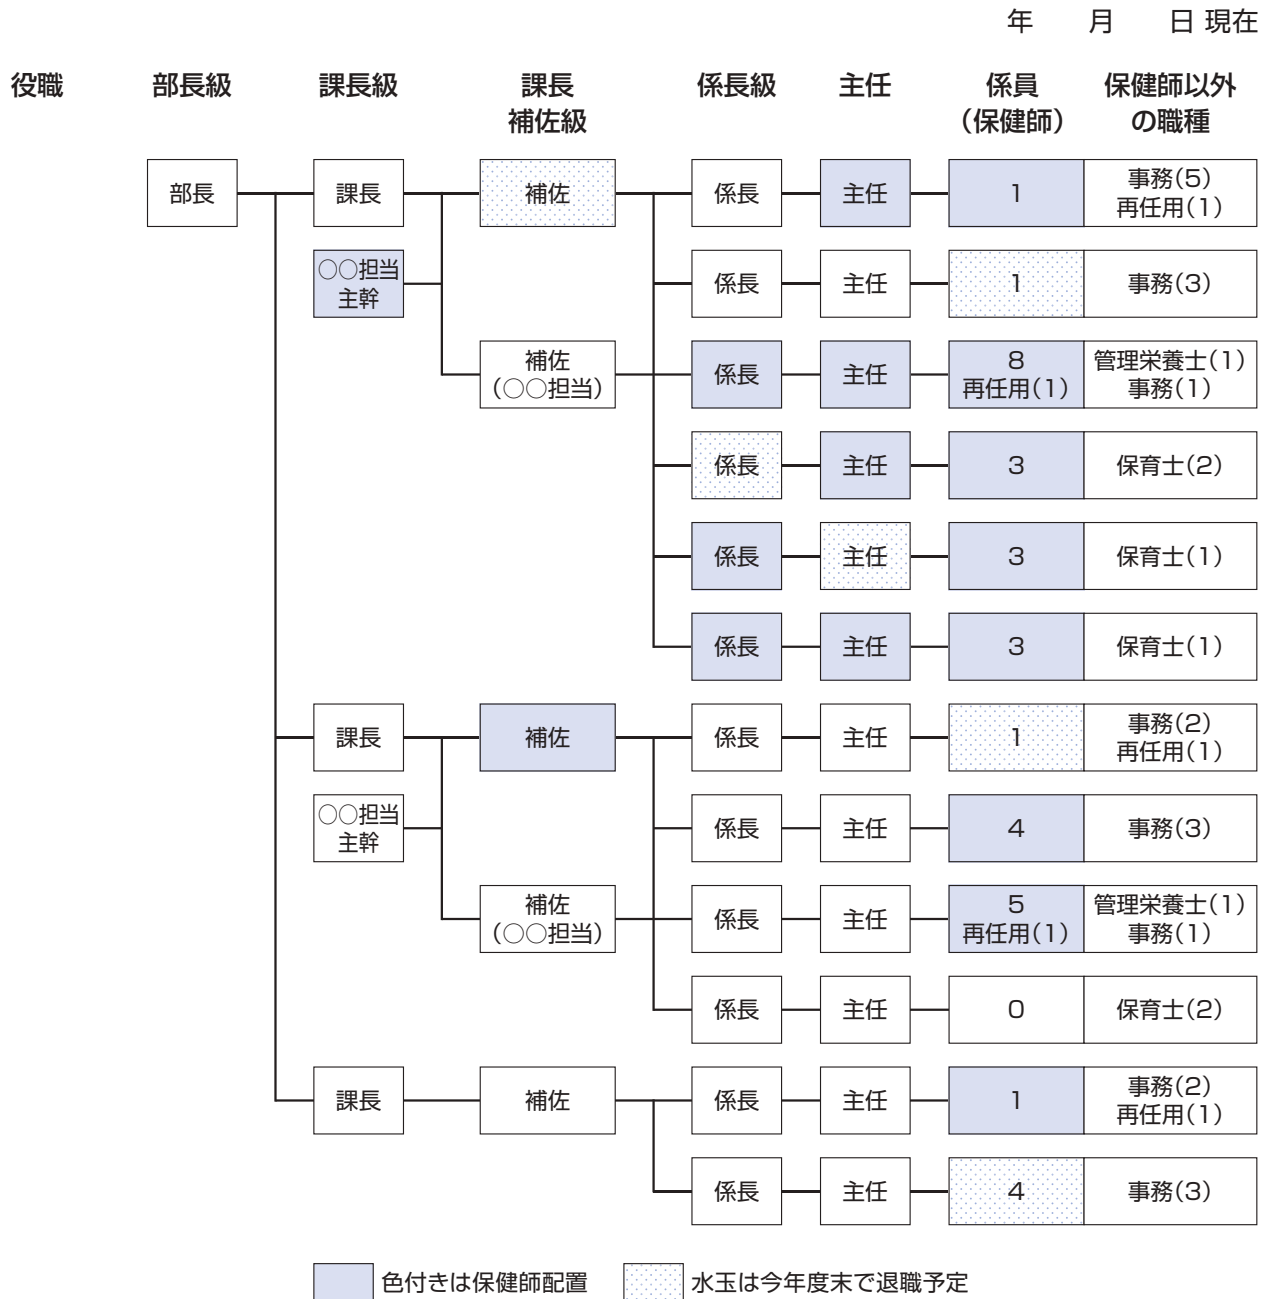 年 月 日 現在
役職 部長級 課長級 課長 係長級 主任 係員 保健師以外
補佐級 （保健師） の職種
部長 課長 補佐 係長 主任 1 事務(5)
再任用(1)
○○担当
主幹
係長 主任 1 事務(3)
補佐
(○○担当)
係長 主任 8
再任用(1)
管理栄養士(1)
事務(1)
係長 主任 3 保育士(2)
係長 主任 3 保育士(1)
係長 主任 3 保育士(1)
課長 補佐 係長 主任 1 事務(2)
再任用(1)
○○担当
主幹
係長 主任 4 事務(3)
補佐
(○○担当)
係長 主任 5
再任用(1)
管理栄養士(1)
事務(1)
係長 主任 0 保育士(2)
課長 補佐 係長 主任 1 事務(2)
再任用(1)
係長 主任 4 事務(3)
色付きは保健師配置 水玉は今年度末で退職予定